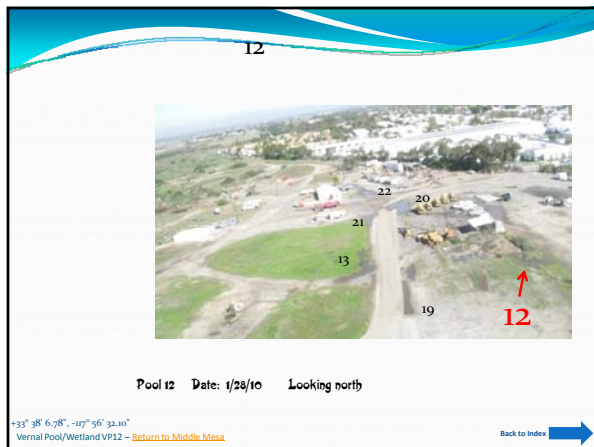 12
22
20
21
13
19
12
Pool 12 Date: 1/28/10 Looking north
+33° 38' 6.78", -117° 56' 32.10"
Vernal Pool/Wetland VP12 – Return to Middle Mesa
Back to Index